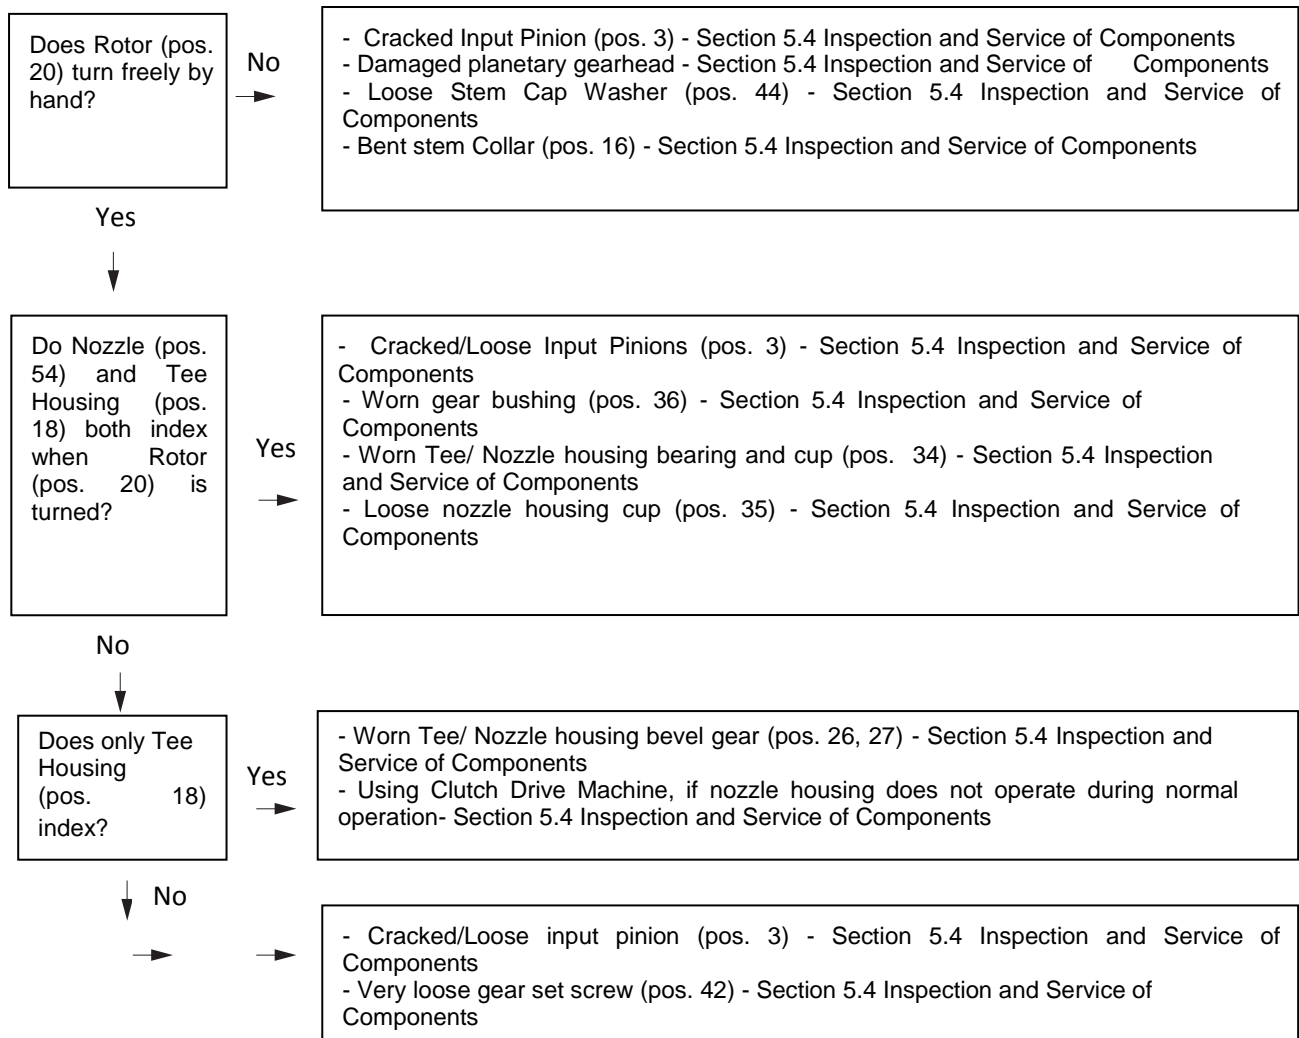 Does Rotor (pos.
20) turn freely by
hand?
No
- Cracked Input Pinion (pos. 3) - Section 5.4 Inspection and Service of Components
- Damaged planetary gearhead - Section 5.4 Inspection and Service of Components
- Loose Stem Cap Washer (pos. 44) - Section 5.4 Inspection and Service of
Components
- Bent stem Collar (pos. 16) - Section 5.4 Inspection and Service of Components
Yes
Do Nozzle (pos.
54) and Tee
Housing (pos.
18) both index
when Rotor
(pos. 20) is
turned?
Yes
- Cracked/Loose Input Pinions (pos. 3) - Section 5.4 Inspection and Service of
Components
- Worn gear bushing (pos. 36) - Section 5.4 Inspection and Service of
Components
- Worn Tee/ Nozzle housing bearing and cup (pos. 34) - Section 5.4 Inspection
and Service of Components
- Loose nozzle housing cup (pos. 35) - Section 5.4 Inspection and Service of
Components
No
Does only Tee
Housing
(pos. 18)
index?
Yes
- Worn Tee/ Nozzle housing bevel gear (pos. 26, 27) - Section 5.4 Inspection and
Service of Components
- Using Clutch Drive Machine, if nozzle housing does not operate during normal
operation- Section 5.4 Inspection and Service of Components
No
- Cracked/Loose input pinion (pos. 3) - Section 5.4 Inspection and Service of
Components
- Very loose gear set screw (pos. 42) - Section 5.4 Inspection and Service of
Components